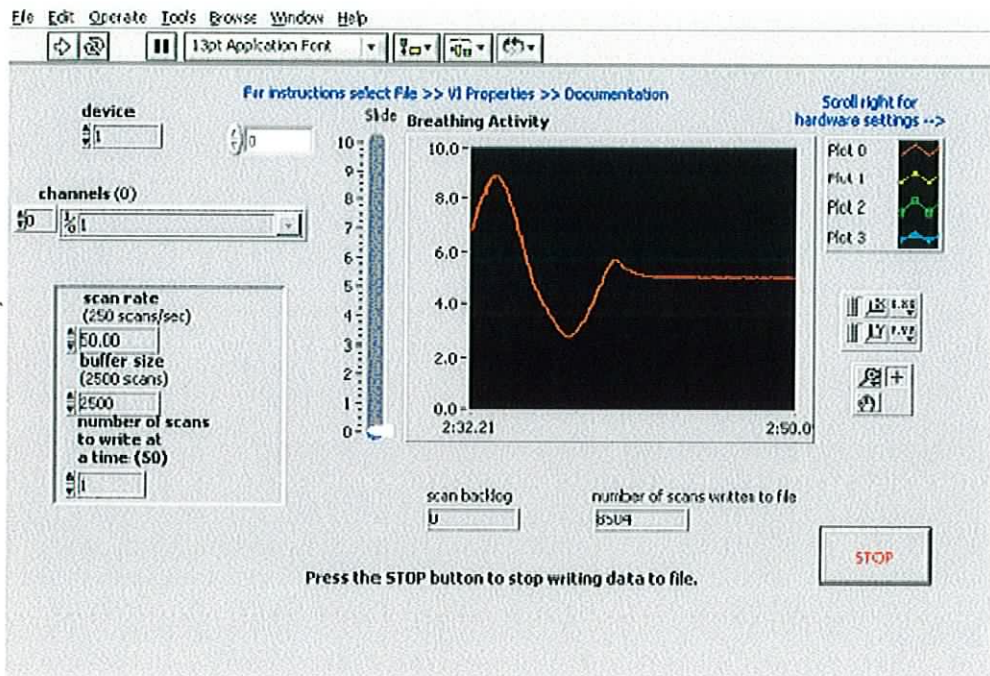 File Edit Operate Tools Browse Window Help
13pt Application Font
For instructions select File >> VI Properties >> Documentation
Scroll right for
hardware settings -->
device
1
0
channels (0)
0 1
scan rate
(250 scans/sec)
50.00
buffer size
(2500 scans)
2500
number of scans
to write at
a time (50)
1
Slide
10
9
8
7
6
5
4
3
2
1
0
Breathing Activity
10.0
8.0
6.0
4.0
2.0
0.0
2:32.21 2:50.0
Plot 0
Plot 1
Plot 2
Plot 3
scan backlog
0
number of scans written to file
8504
STOP
Press the STOP button to stop writing data to file.